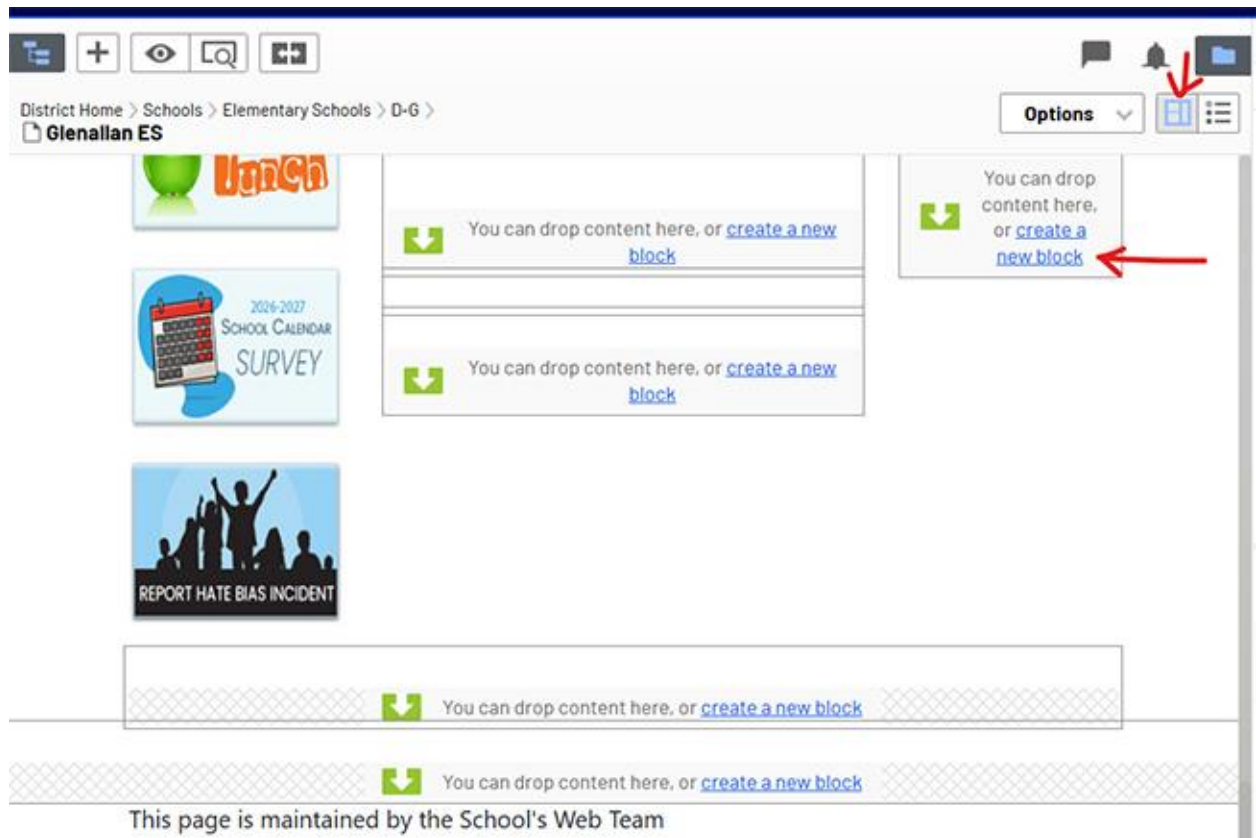 District Home > Schools > Elementary Schools > D-G >
Glenallan ES
Options
Lunch
You can drop content here, or create a new
block
You can drop
content here,
or create a
new block
2026-2027
SCHOOL CALENDAR
SURVEY
You can drop content here, or create a new
block
REPORT HATE BIAS INCIDENT
You can drop content here, or create a new block
You can drop content here, or create a new block
This page is maintained by the School's Web Team